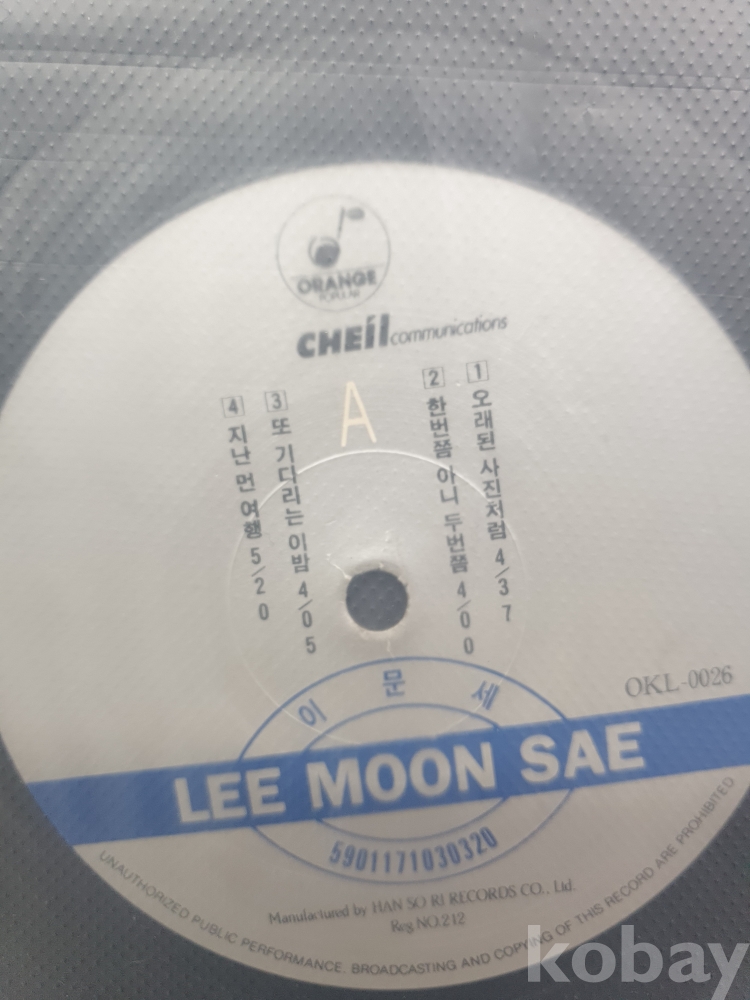 ORANGE
POPULAR
CHEil communications
A
1 오래된 사진처럼 4/37
2 한번쯤 아니 두번쯤 4/00
3 또 기다리는 이밤 4/05
4 지난 먼 여행 5/20
OKL-0026
이 문 세
LEE MOON SAE
5901171030320
Manufactured by HAN SO RI RECORDS CO., Ltd.
Reg NO.212
UNAUTHORIZED PUBLIC PERFORMANCE. BROADCASTING AND COPYING OF THIS RECORD ARE PROHIBITED
kobay